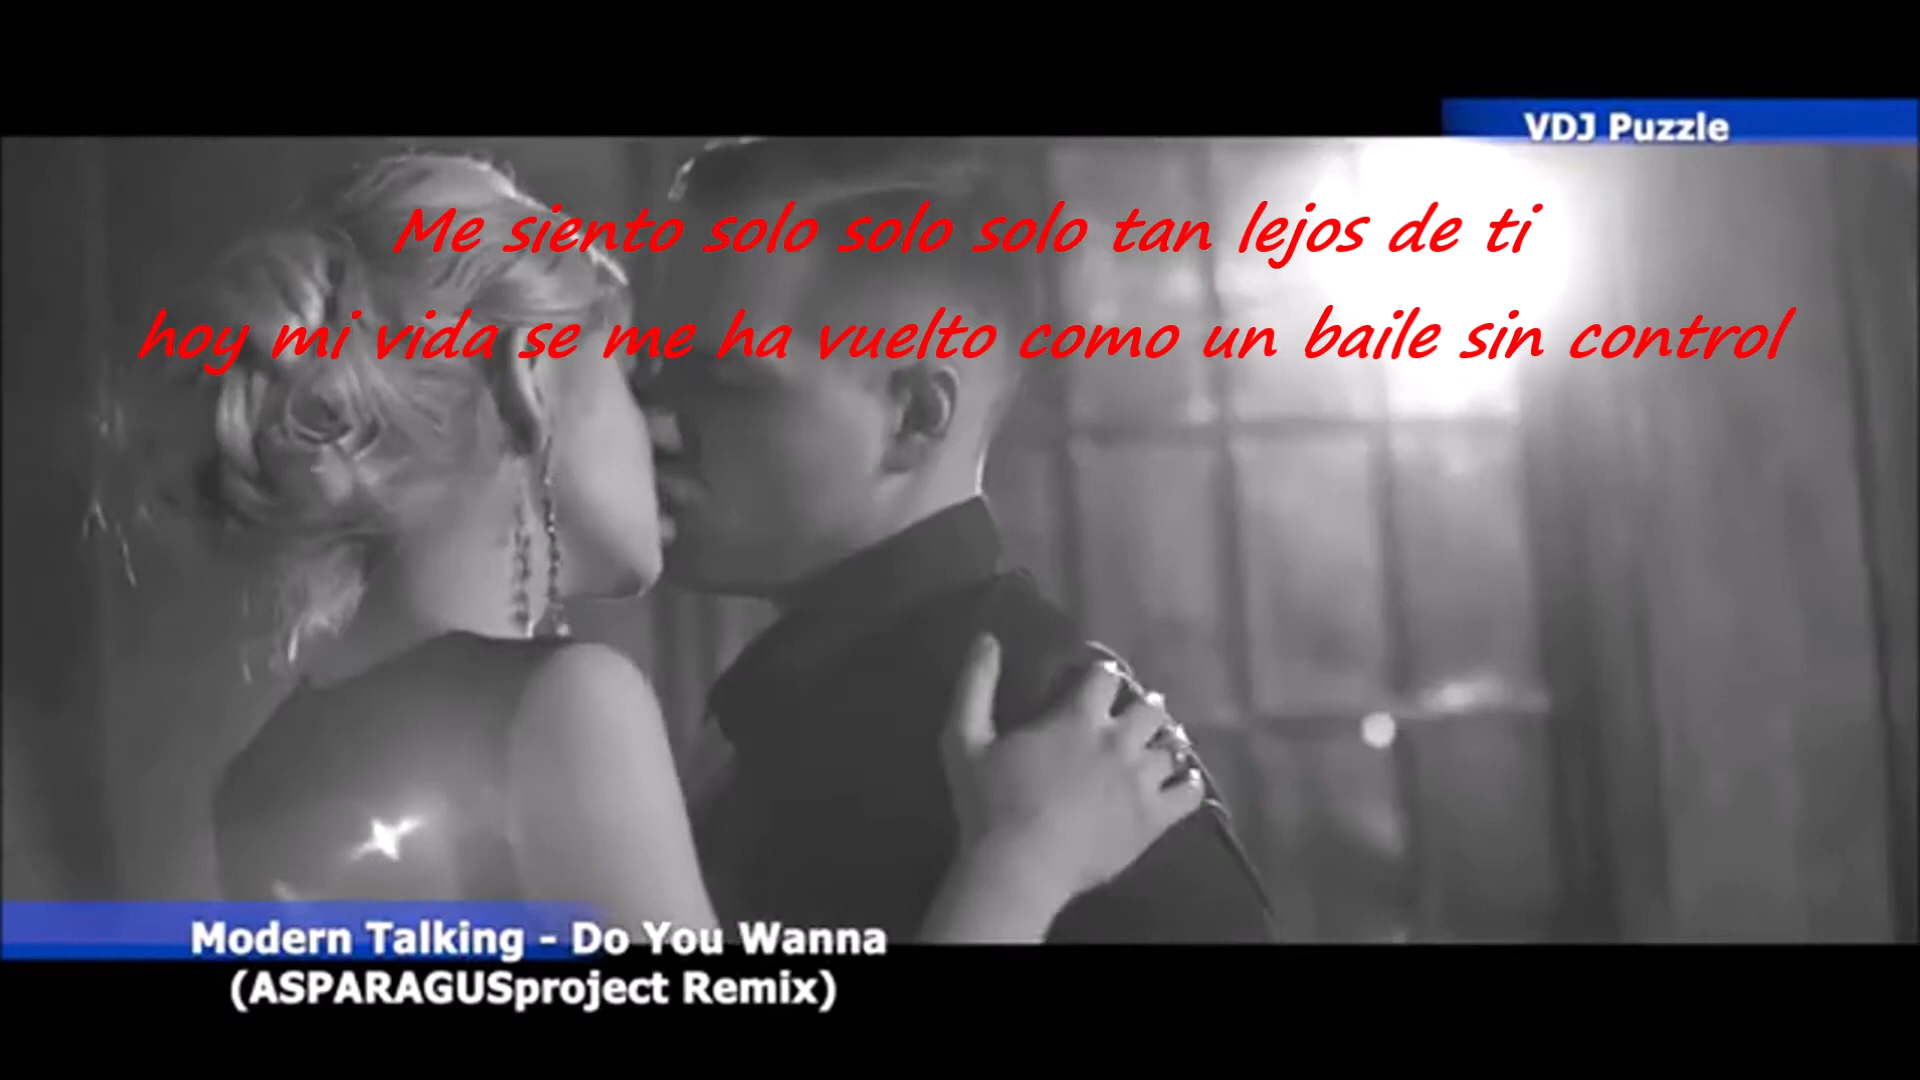 VDJ Puzzle
Me siento solo solo solo tan lejos de ti
hoy mi vida se me ha vuelto como un baile sin control
Modern Talking - Do You Wanna
(ASPARAGUSproject Remix)